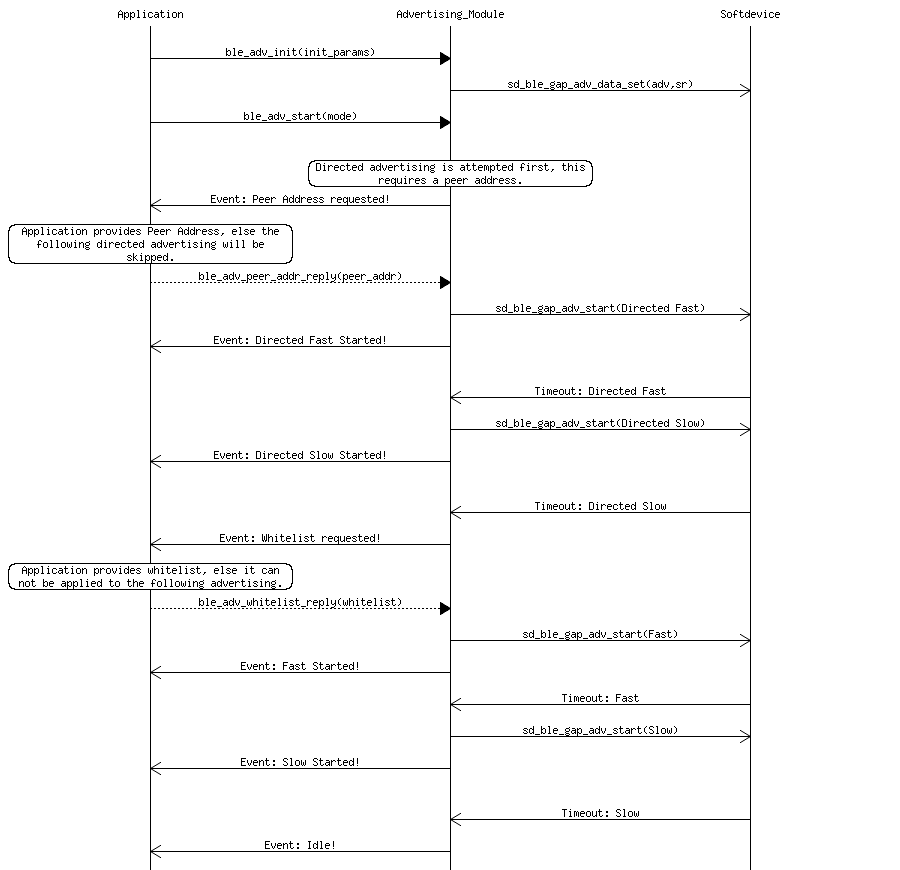 Application
Advertising_Module
Softdevice
ble_adv_init(init_params)
sd_ble_gap_adv_data_set(adv,sr)
ble_adv_start(mode)
Directed advertising is attempted first, this
requires a peer address.
Event: Peer Address requested!
Application provides Peer Address, else the
following directed advertising will be
skipped.
ble_adv_peer_addr_reply(peer_addr)
sd_ble_gap_adv_start(Directed Fast)
Event: Directed Fast Started!
Timeout: Directed Fast
sd_ble_gap_adv_start(Directed Slow)
Event: Directed Slow Started!
Timeout: Directed Slow
Event: Whitelist requested!
Application provides whitelist, else it can
not be applied to the following advertising.
ble_adv_whitelist_reply(whitelist)
sd_ble_gap_adv_start(Fast)
Event: Fast Started!
Timeout: Fast
sd_ble_gap_adv_start(Slow)
Event: Slow Started!
Timeout: Slow
Event: Idle!